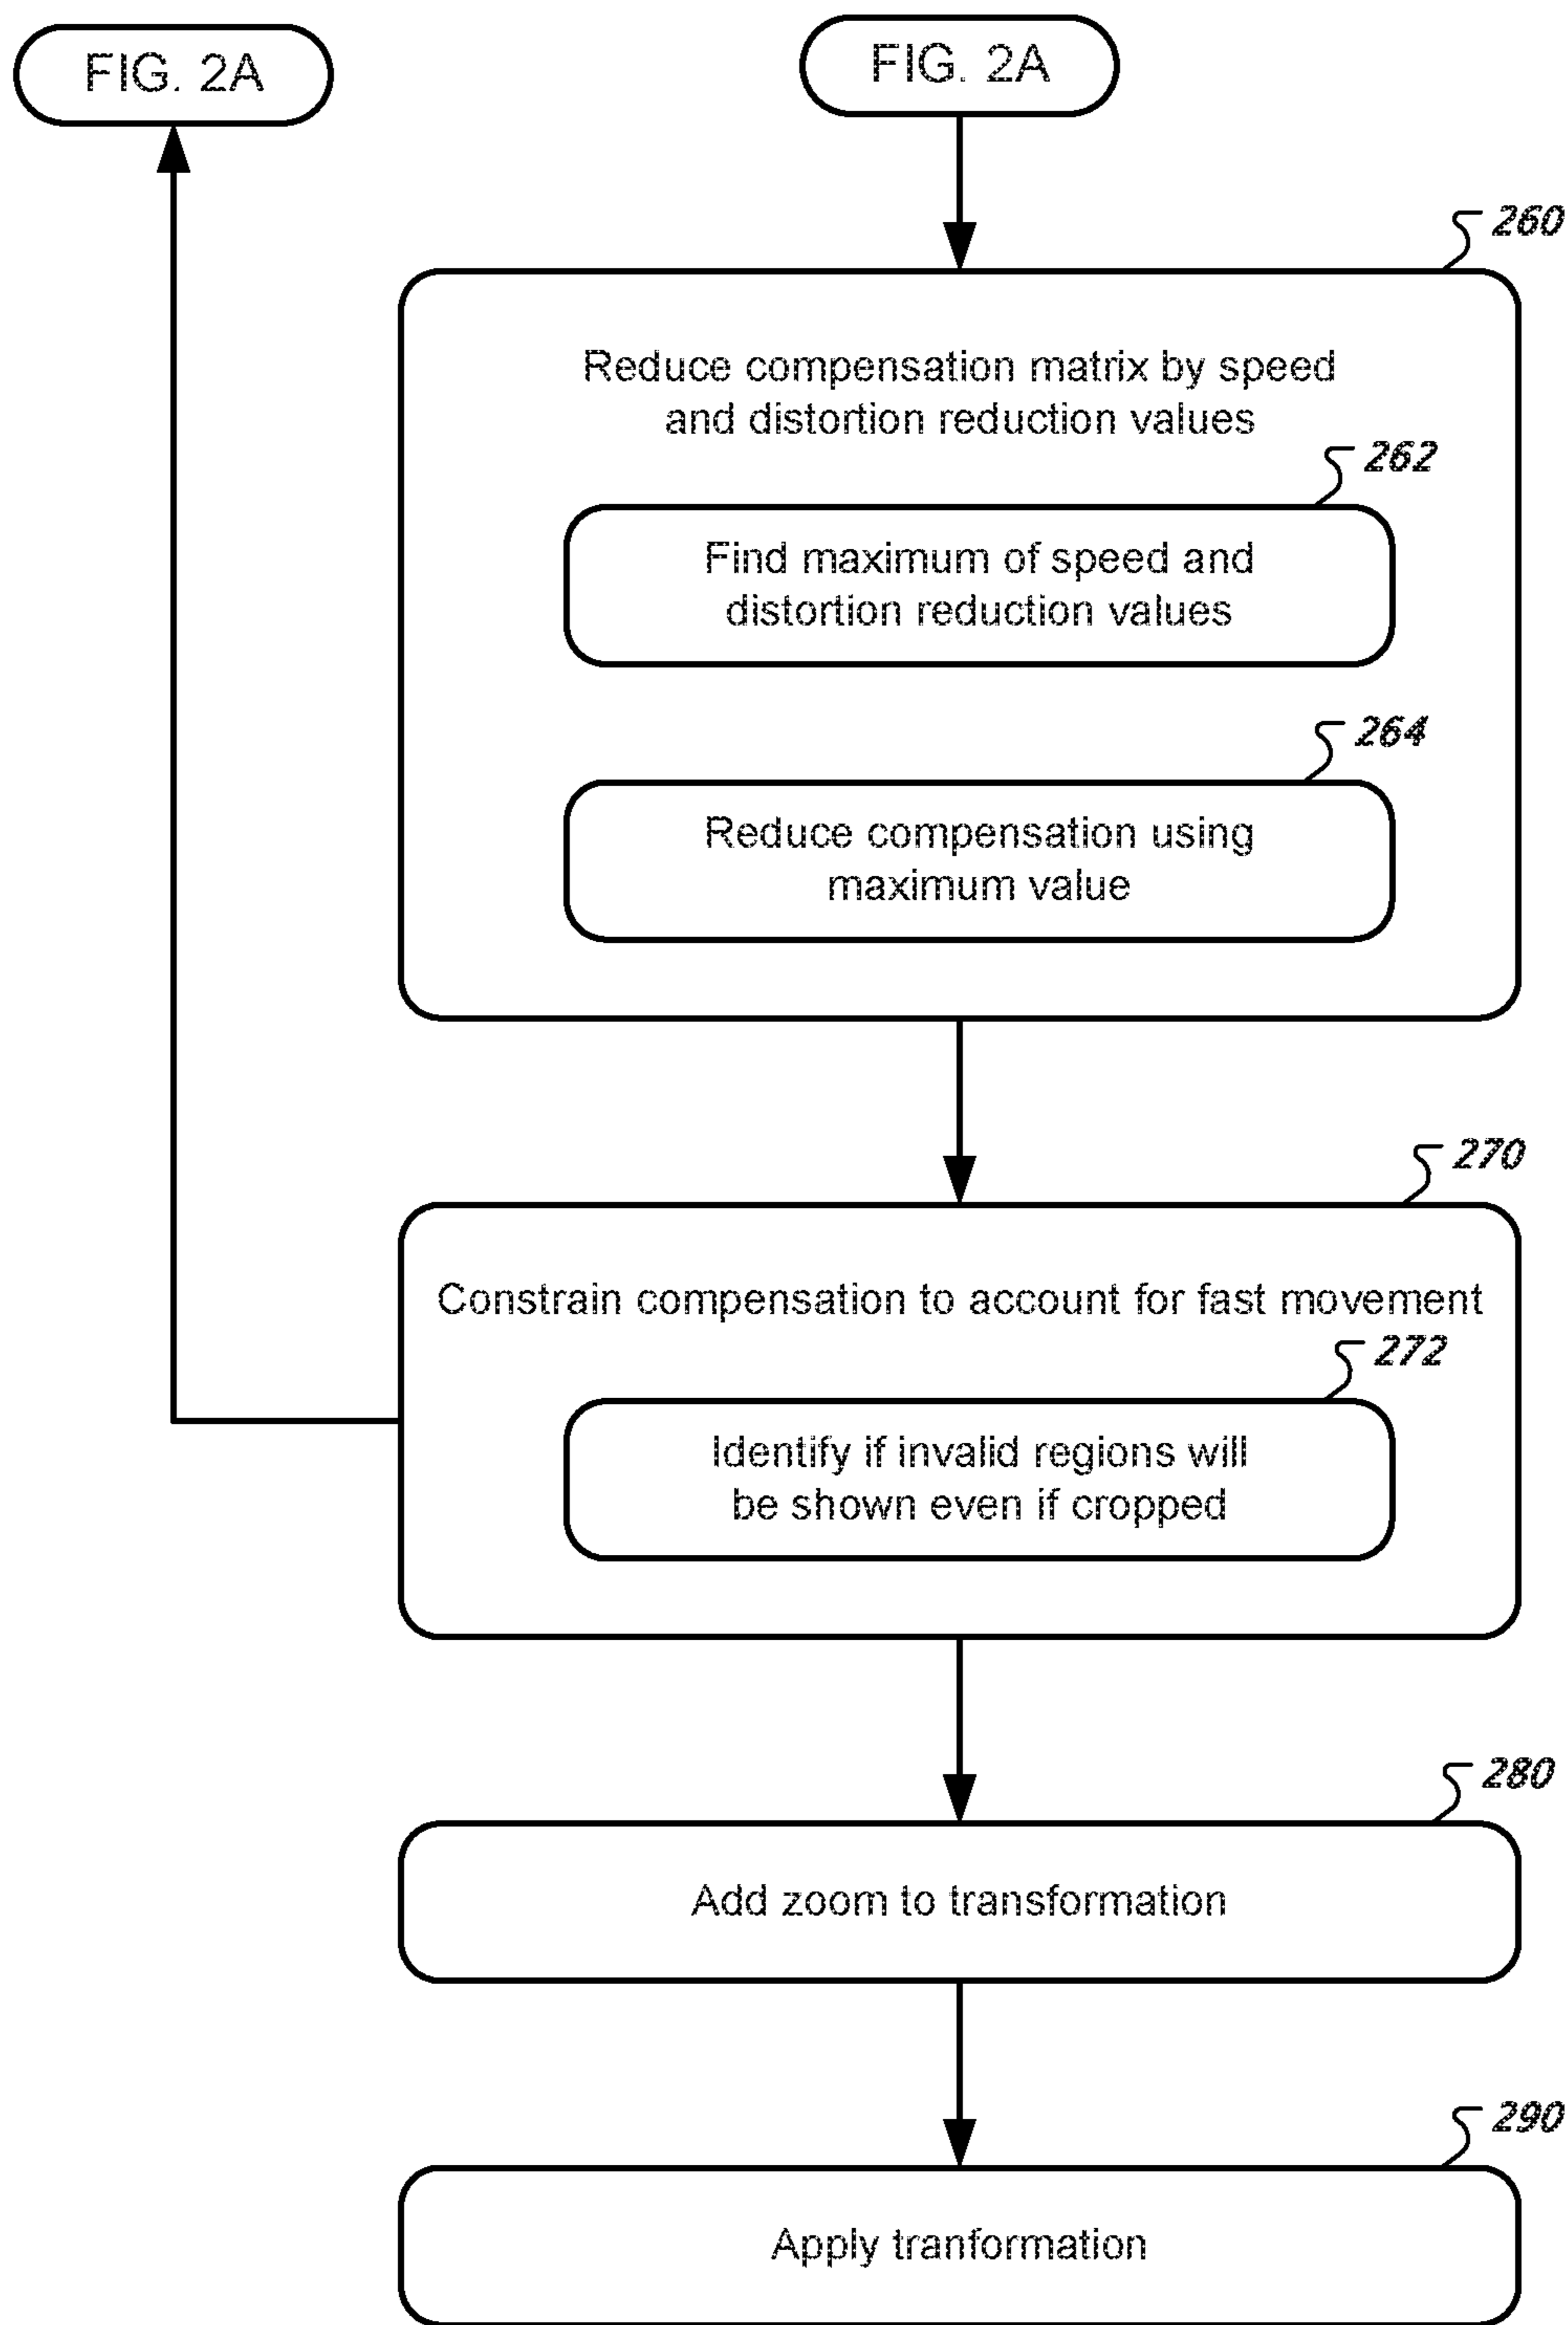 FIG. 2A
FIG. 2A
260
Reduce compensation matrix by speed
and distortion reduction values
262
Find maximum of speed and
distortion reduction values
264
Reduce compensation using
maximum value
270
Constrain compensation to account for fast movement
272
Identify if invalid regions will
be shown even if cropped
280
Add zoom to transformation
290
Apply tranformation